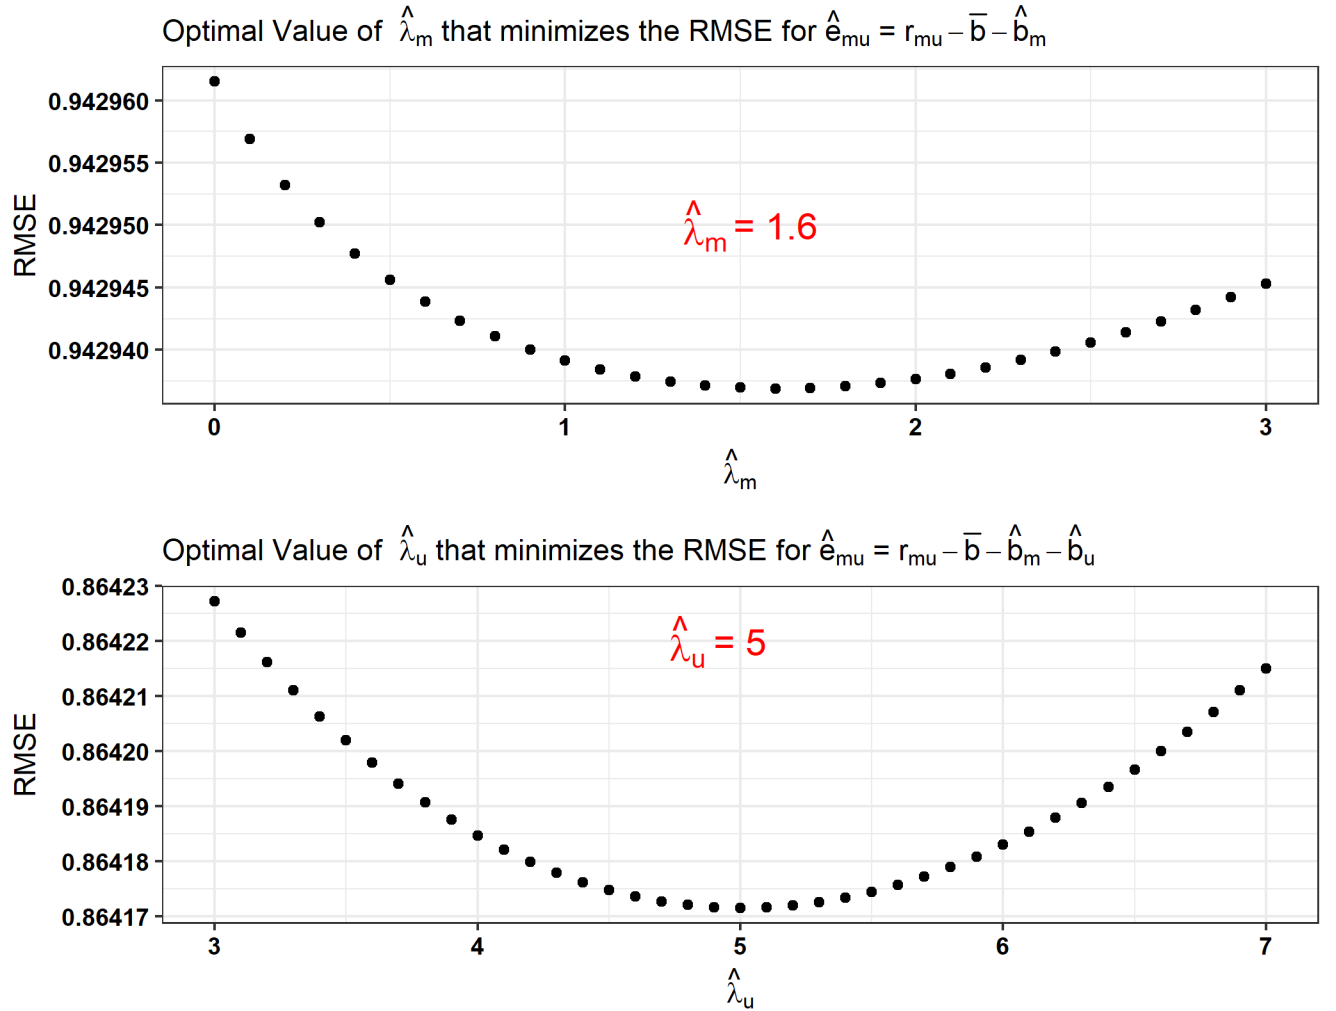 Optimal Value of λ̂m that minimizes the RMSE for êmu = rmu − b̅ − b̂m
RMSE
0.942960
0.942955
0.942950
0.942945
0.942940
λ̂m = 1.6
0 1 2 3
λ̂m
Optimal Value of λ̂u that minimizes the RMSE for êmu = rmu − b̅ − b̂m − b̂u
RMSE
0.86423
0.86422
0.86421
0.86420
0.86419
0.86418
0.86417
λ̂u = 5
3 4 5 6 7
λ̂u